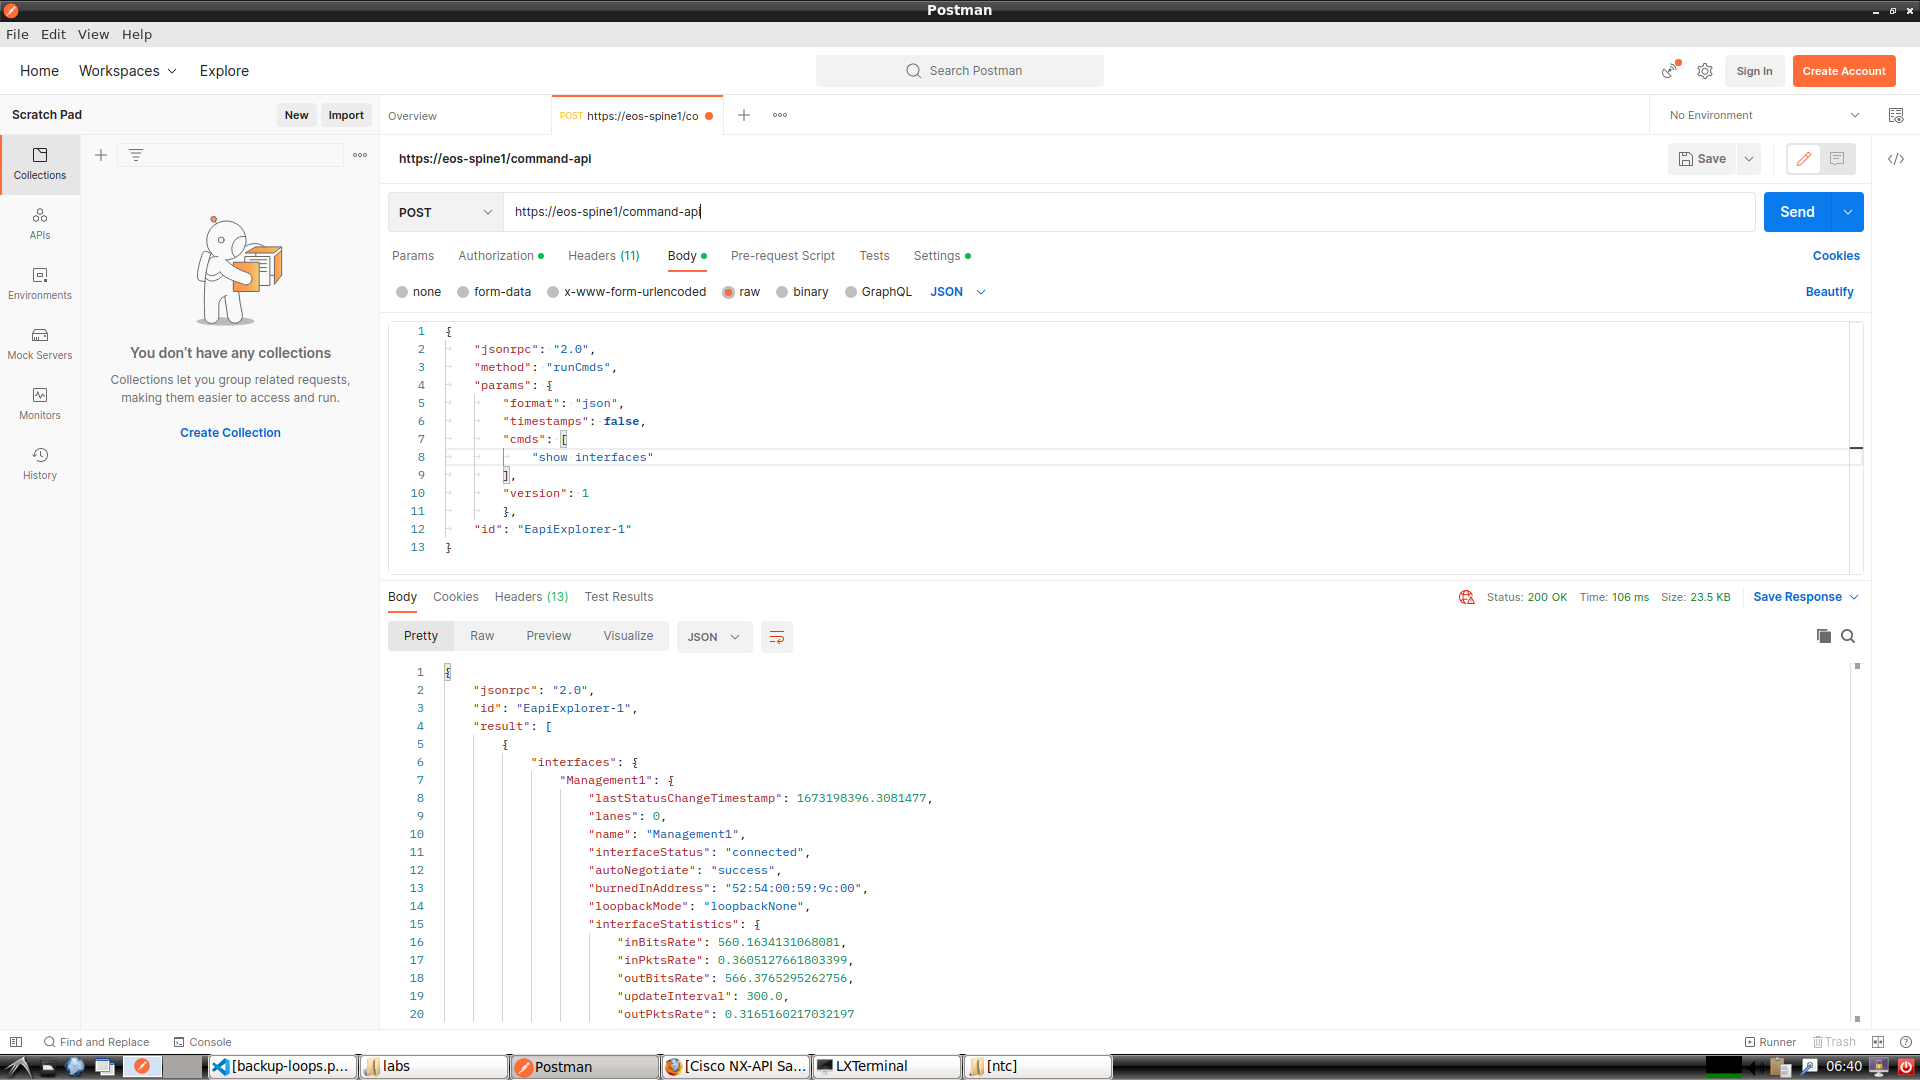 Postman
File Edit View Help
Home Workspaces Explore Search Postman Sign In Create Account
Scratch Pad New Import Overview POST https://eos-spine1/co No Environment
https://eos-spine1/command-api Save
POST https://eos-spine1/command-api Send
Params Authorization Headers (11) Body Pre-request Script Tests Settings Cookies
none form-data x-www-form-urlencoded raw binary GraphQL JSON Beautify
Collections
APIs
Environments
Mock Servers
Monitors
History
You don't have any collections
Collections let you group related requests,
making them easier to access and run.
Create Collection
1 {
2 "jsonrpc": "2.0",
3 "method": "runCmds",
4 "params": {
5 "format": "json",
6 "timestamps": false,
7 "cmds": [
8 "show interfaces"
9 ],
10 "version": 1
11 },
12 "id": "EapiExplorer-1"
13 }
Body Cookies Headers (13) Test Results Status: 200 OK Time: 106 ms Size: 23.5 KB Save Response
Pretty Raw Preview Visualize JSON
1 {
2 "jsonrpc": "2.0",
3 "id": "EapiExplorer-1",
4 "result": [
5 {
6 "interfaces": {
7 "Management1": {
8 "lastStatusChangeTimestamp": 1673198396.3081477,
9 "lanes": 0,
10 "name": "Management1",
11 "interfaceStatus": "connected",
12 "autoNegotiate": "success",
13 "burnedInAddress": "52:54:00:59:9c:00",
14 "loopbackMode": "loopbackNone",
15 "interfaceStatistics": {
16 "inBitsRate": 560.1634131068081,
17 "inPktsRate": 0.3605127661803399,
18 "outBitsRate": 566.3765295262756,
19 "updateInterval": 300.0,
20 "outPktsRate": 0.3165160217032197
Find and Replace Console Runner Trash
[backup-loops.p... labs Postman [Cisco NX-API Sa... LXTerminal [ntc] 06:40